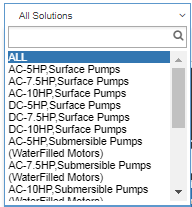 All Solutions
ALL
AC-5HP,Surface Pumps
AC-7.5HP,Surface Pumps
AC-10HP,Surface Pumps
DC-5HP,Surface Pumps
DC-7.5HP,Surface Pumps
DC-10HP,Surface Pumps
AC-5HP,Submersible Pumps
(WaterFilled Motors)
AC-7.5HP,Submersible Pumps
(WaterFilled Motors)
AC-10HP,Submersible Pumps
(WaterFilled Motors)